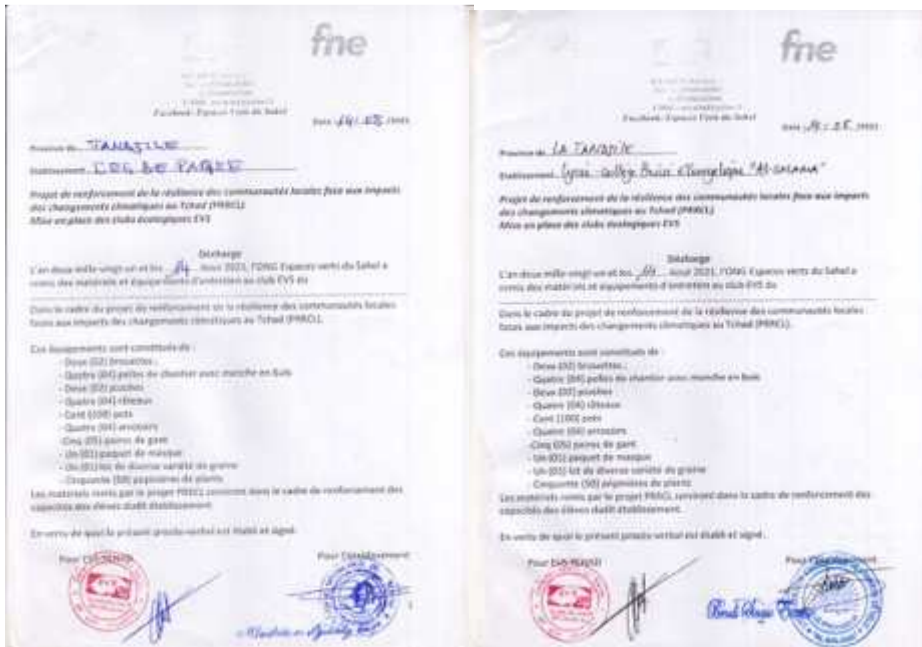 fne
Facebook: Espaces Verts du Sahel
Date
Province de TANDJILE
Etablissement CEG DE
Projet de renforcement de la résilience des communautés locales face aux impacts
des changements climatiques au Tchad (PRRCL)
Mise en place des clubs écologiques EVS
Décharge
L'an deux mille vingt un et les 14 Aout 2021, l'ONG Espaces verts du Sahel a
remis des matériels et équipements d'entretien au club EVS du
Dans le cadre du projet de renforcement de la résilience des communautés locales
faces aux impacts des changements climatiques au Tchad (PRRCL).
Ces équipements sont constitués de :
- Deux (02) brouettes ;
- Quatre (04) pelles de chantier avec manche en Bois
- Deux (02) pioches
- Quatre (04) râteaux
- Cent (100) pots
- Quatre (04) arrosoirs
-Cinq (05) paires de gant
- Un (01) paquet de masque
- Un (01) lot de diverse variété de graine
- Cinquante (50) pépinières de plants
Les matériels remis par le projet PRRCL serviront dans le cadre de renforcement des
capacités des élèves dudit établissement.
En vertu de quoi le présent procès-verbal est établi et signé.
Pour EVS
Pour l'établissement
fne
Facebook: Espaces Verts du Sahel
Date
Province de LA TANDJILE
Etablissement Lycée-collège "AS-SALAMA"
Projet de renforcement de la résilience des communautés locales face aux impacts
des changements climatiques au Tchad (PRRCL)
Mise en place des clubs écologiques EVS
Décharge
L'an deux mille vingt un et les 14 Aout 2021, l'ONG Espaces verts du Sahel a
remis des matériels et équipements d'entretien au club EVS du
Dans le cadre du projet de renforcement de la résilience des communautés locales
faces aux impacts des changements climatiques au Tchad (PRRCL).
Ces équipements sont constitués de :
- Deux (02) brouettes ;
- Quatre (04) pelles de chantier avec manche en Bois
- Deux (02) pioches
- Quatre (04) râteaux
- Cent (100) pots
- Quatre (04) arrosoirs
-Cinq (05) paires de gant
- Un (01) paquet de masque
- Un (01) lot de diverse variété de graine
- Cinquante (50) pépinières de plants
Les matériels remis par le projet PRRCL serviront dans le cadre de renforcement des
capacités des élèves dudit établissement.
En vertu de quoi le présent procès-verbal est établi et signé.
Pour EVS
Pour l'établissement